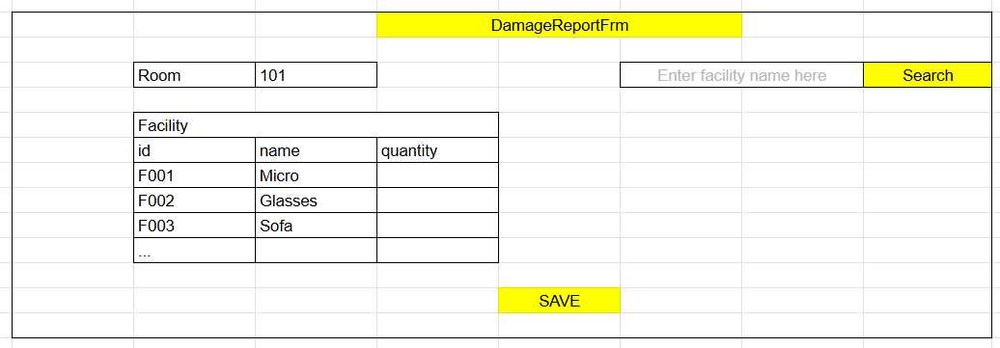 DamageReportFrm
Room 101 Enter facility name here Search
Facility
id name quantity
F001 Micro
F002 Glasses
F003 Sofa
...
SAVE